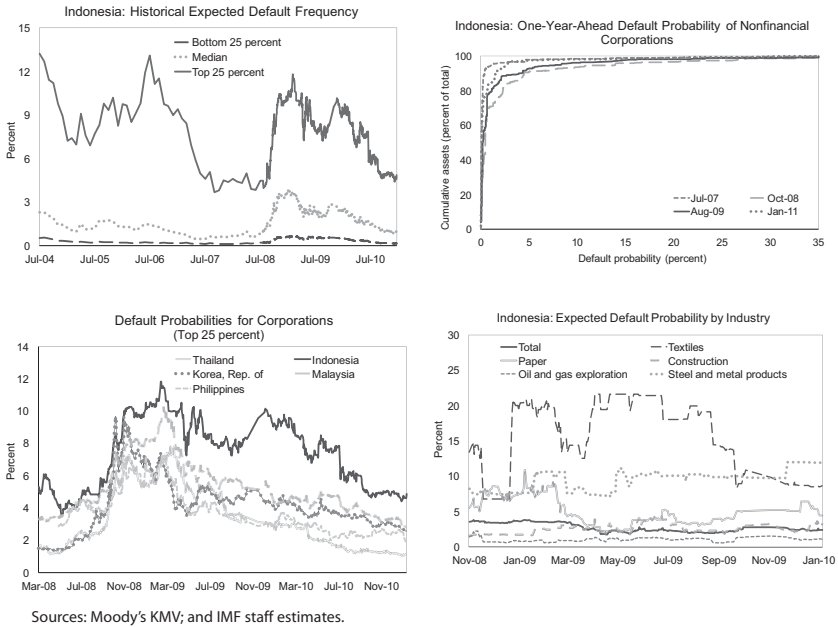 Indonesia: Historical Expected Default Frequency
15
12
9
6
3
0
Percent
Bottom 25 percent
Median
Top 25 percent
Jul-04 Jul-05 Jul-06 Jul-07 Jul-08 Jul-09 Jul-10
Indonesia: One-Year-Ahead Default Probability of Nonfinancial
Corporations
100
80
60
40
20
0
Cumulative assets (percent of total)
Jul-07 Oct-08
Aug-09 Jan-11
0 5 10 15 20 25 30 35
Default probability (percent)
Default Probabilities for Corporations
(Top 25 percent)
14
12
10
8
6
4
2
0
Percent
Thailand Indonesia
Korea, Rep. of Malaysia
Philippines
Mar-08 Jul-08 Nov-08 Mar-09 Jul-09 Nov-09 Mar-10 Jul-10 Nov-10
Indonesia: Expected Default Probability by Industry
30
25
20
15
10
5
0
Percent
Total Textiles
Paper Construction
Oil and gas exploration Steel and metal products
Nov-08 Jan-09 Mar-09 May-09 Jul-09 Sep-09 Nov-09 Jan-10
Sources: Moody's KMV; and IMF staff estimates.